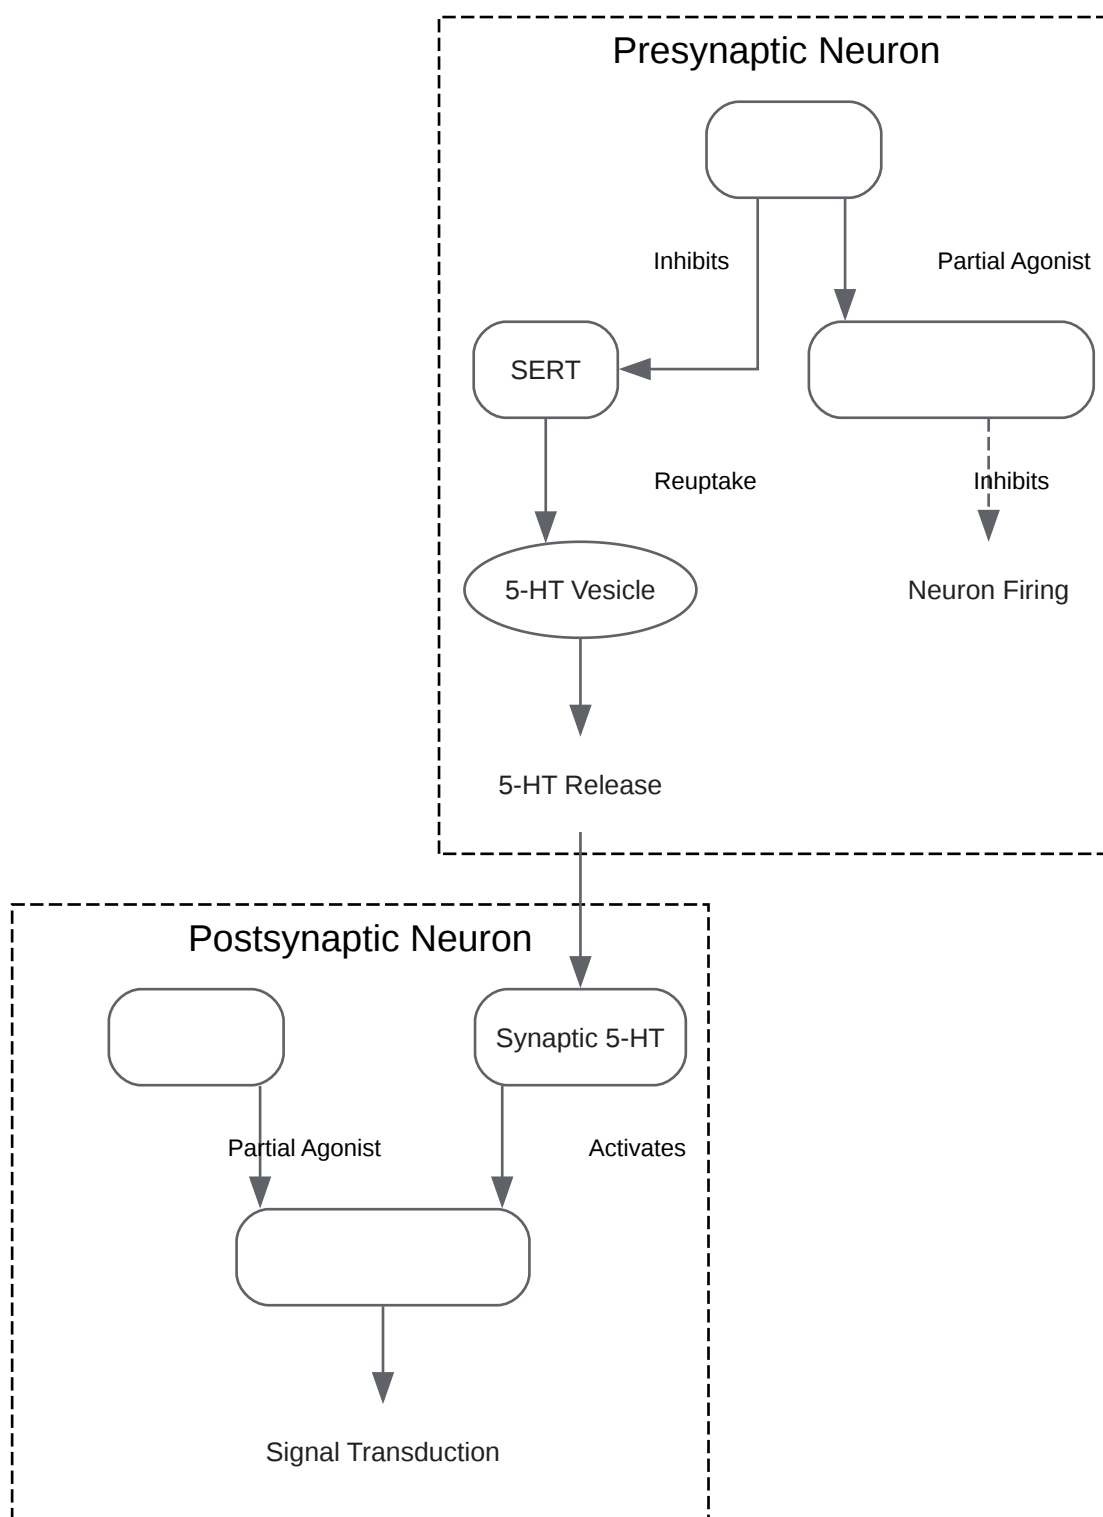 Presynaptic Neuron
Inhibits
Partial Agonist
SERT
Reuptake
Inhibits
5-HT Vesicle
Neuron Firing
5-HT Release
Postsynaptic Neuron
Synaptic 5-HT
Partial Agonist
Activates
Signal Transduction